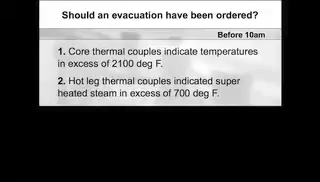 Should an evacuation have been ordered?
Before 10am
1. Core thermal couples indicate temperatures
in excess of 2100 deg F.
2. Hot leg thermal couples indicated super
heated steam in excess of 700 deg F.